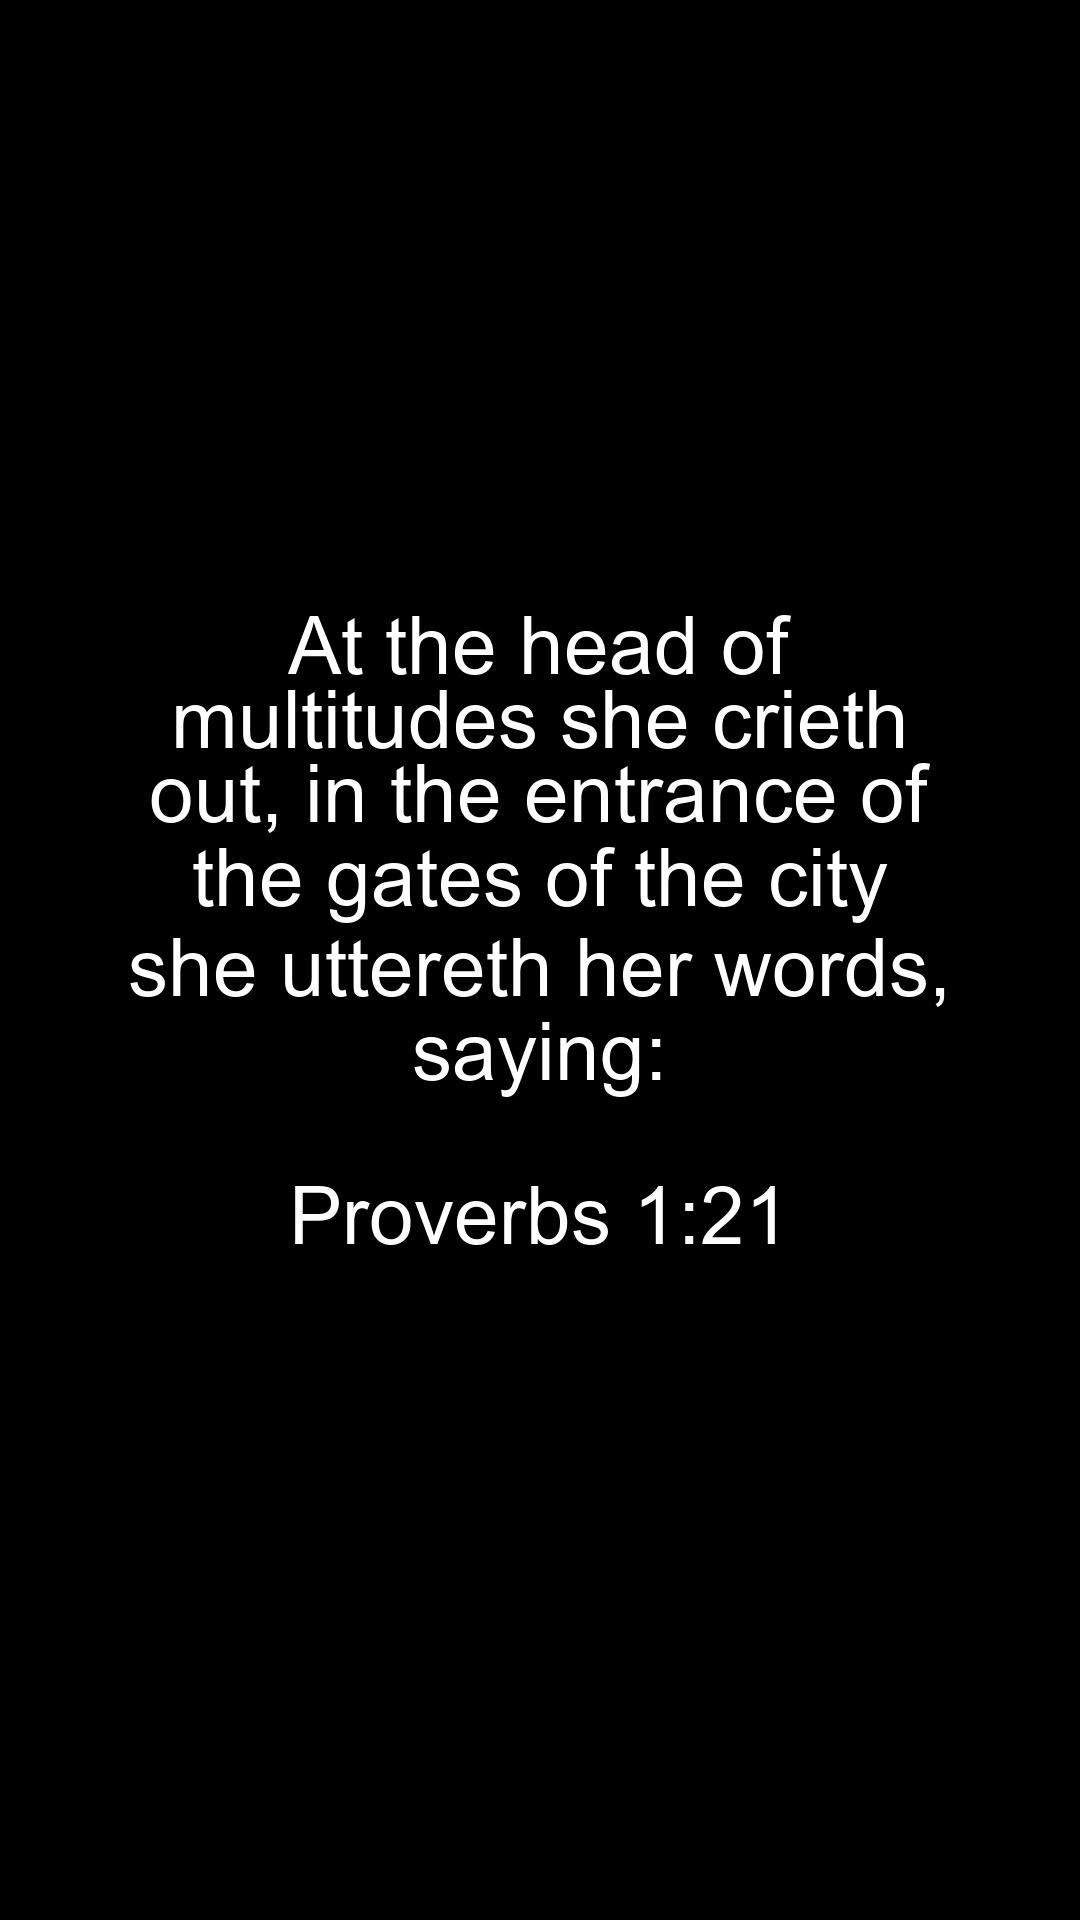 At the head of
multitudes she crieth
out, in the entrance of
the gates of the city
she uttereth her words,
saying:
Proverbs 1:21